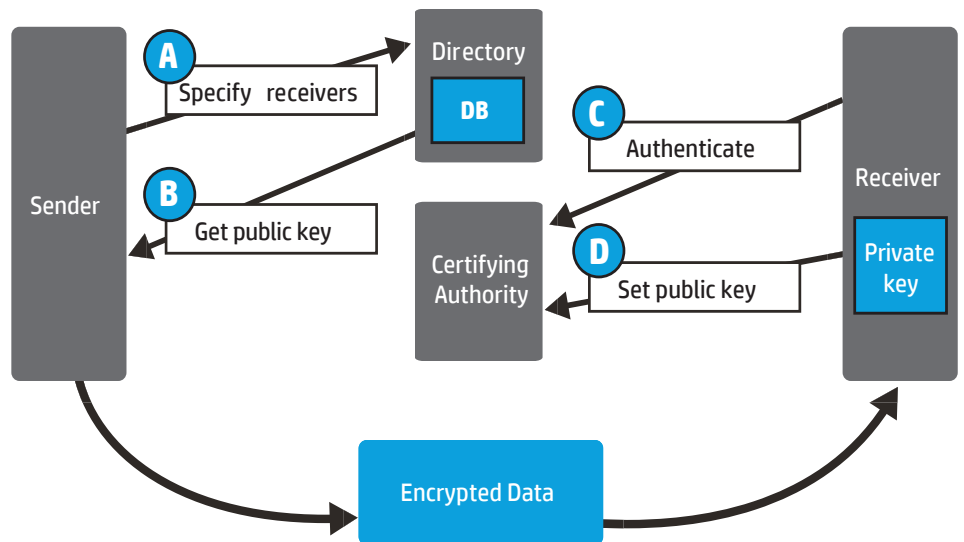 A
Specify receivers
Directory
DB
Sender
B
Get public key
C
Authenticate
Certifying
Authority
D
Set public key
Receiver
Private
key
Encrypted Data